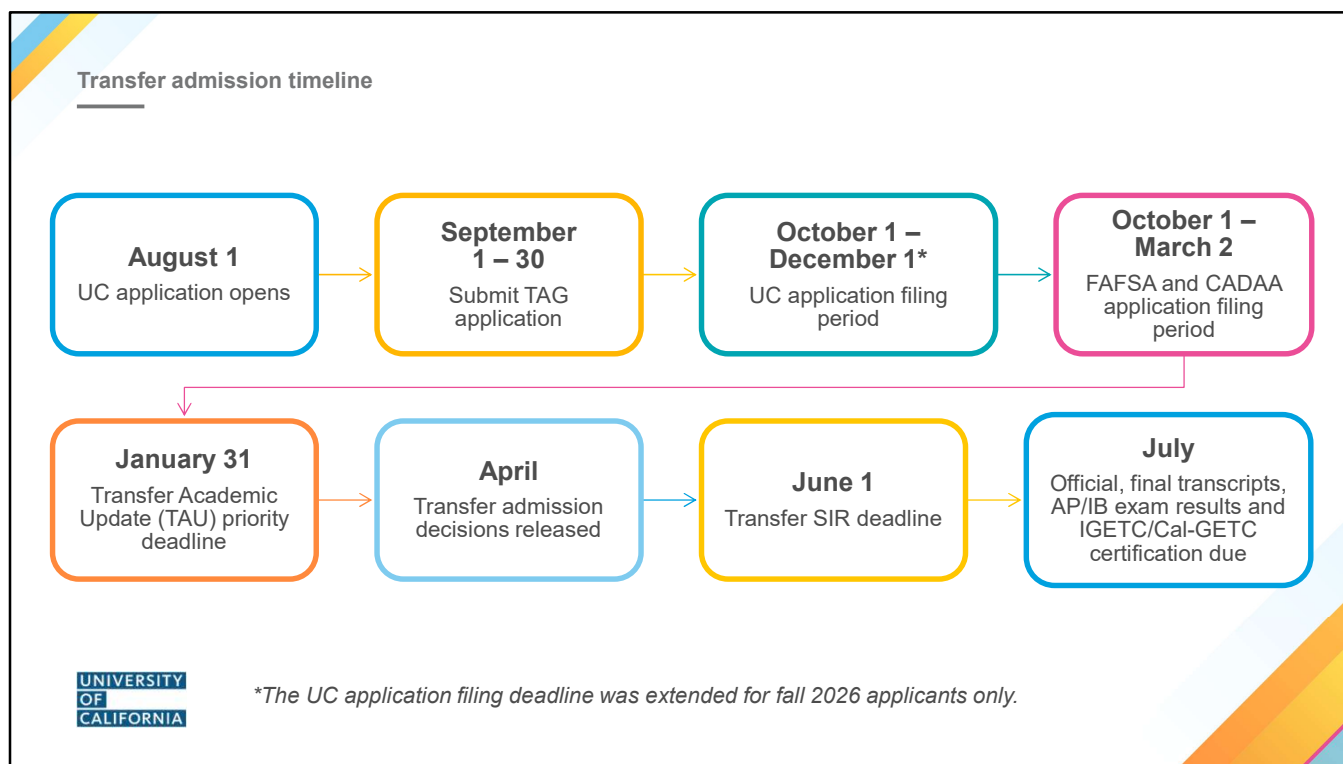 Transfer admission timeline
August 1
UC application opens
September
1 – 30
Submit TAG
application
October 1 –
December 1*
UC application filing
period
October 1 –
March 2
FAFSA and CADAA
application filing
period
January 31
Transfer Academic
Update (TAU) priority
deadline
April
Transfer admission
decisions released
June 1
Transfer SIR deadline
July
Official, final transcripts,
AP/IB exam results and
IGETC/Cal-GETC
certification due
UNIVERSITY
OF
CALIFORNIA
*The UC application filing deadline was extended for fall 2026 applicants only.